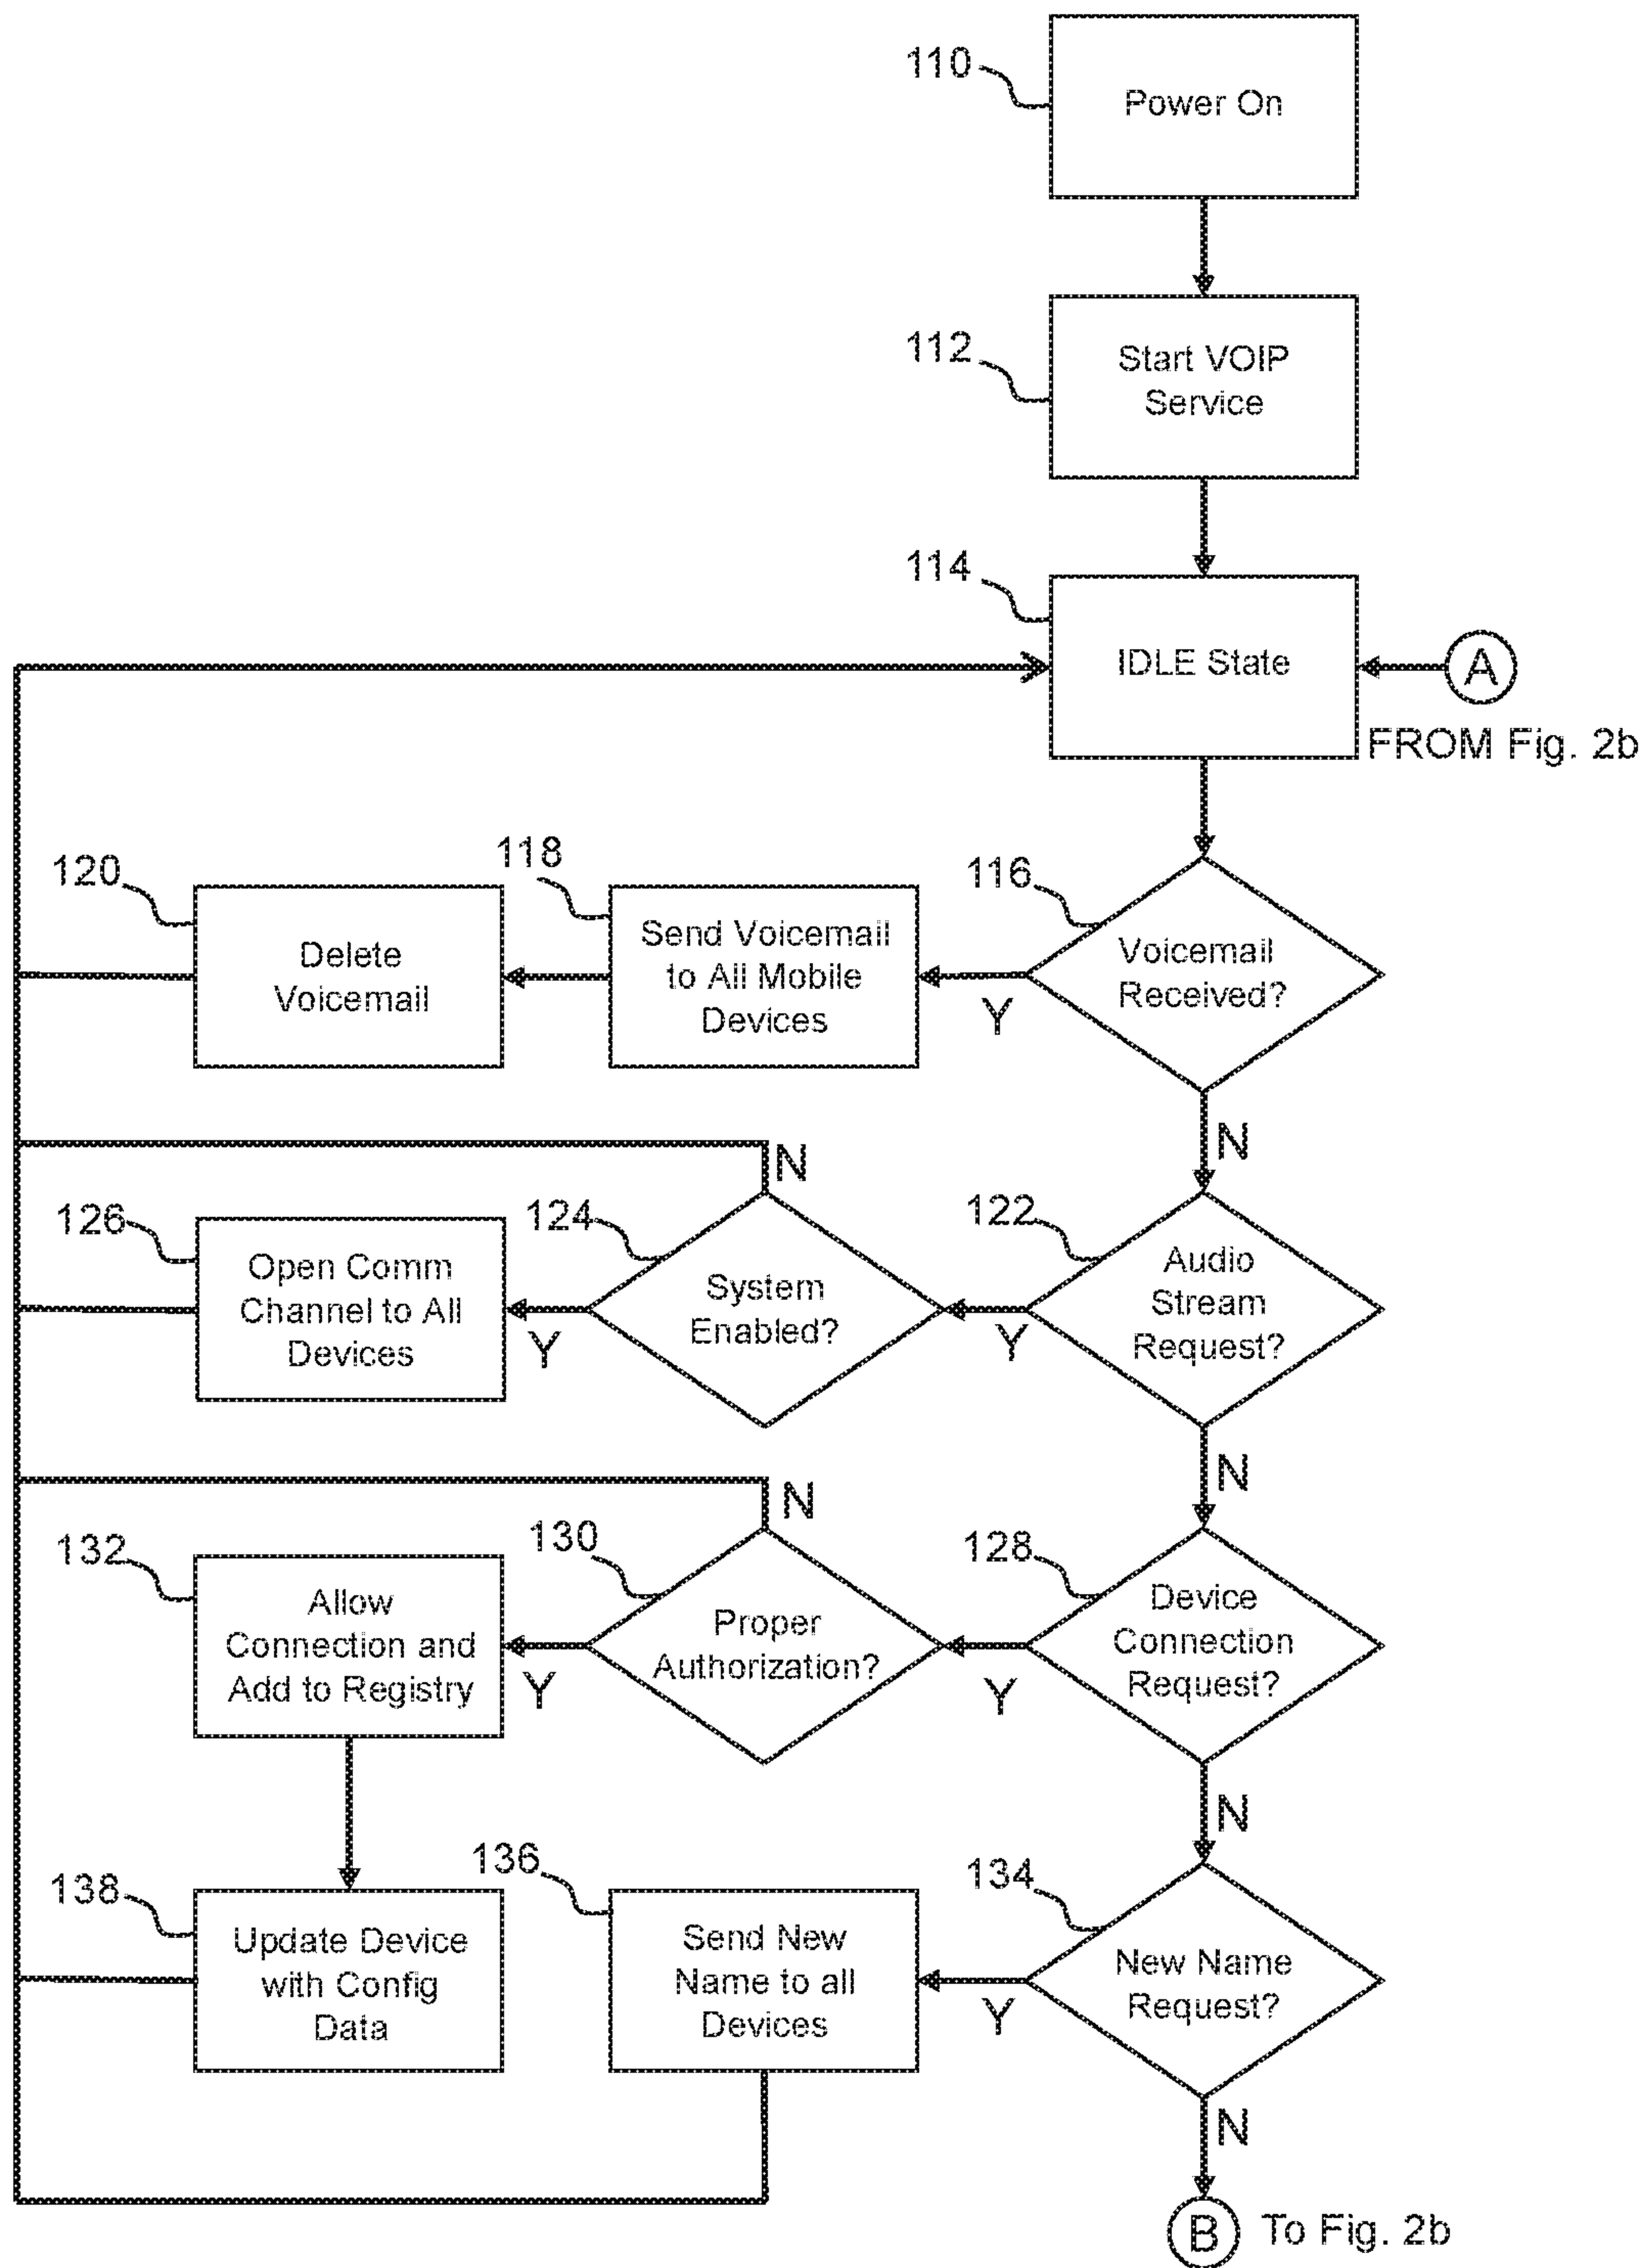 110
Power On
112
Start VOIP
Service
114
IDLE State
A
FROM Fig. 2b
120
Delete
Voicemail
118
Send Voicemail
to All Mobile
Devices
116
Voicemail
Received?
Y
N
126
Open Comm
Channel to All
Devices
Y
124
System
Enabled?
N
122
Audio
Stream
Request?
Y
N
132
Allow
Connection and
Add to Registry
Y
130
Proper
Authorization?
N
128
Device
Connection
Request?
Y
N
138
Update Device
with Config
Data
136
Send New
Name to all
Devices
134
New Name
Request?
Y
N
B
To Fig. 2b